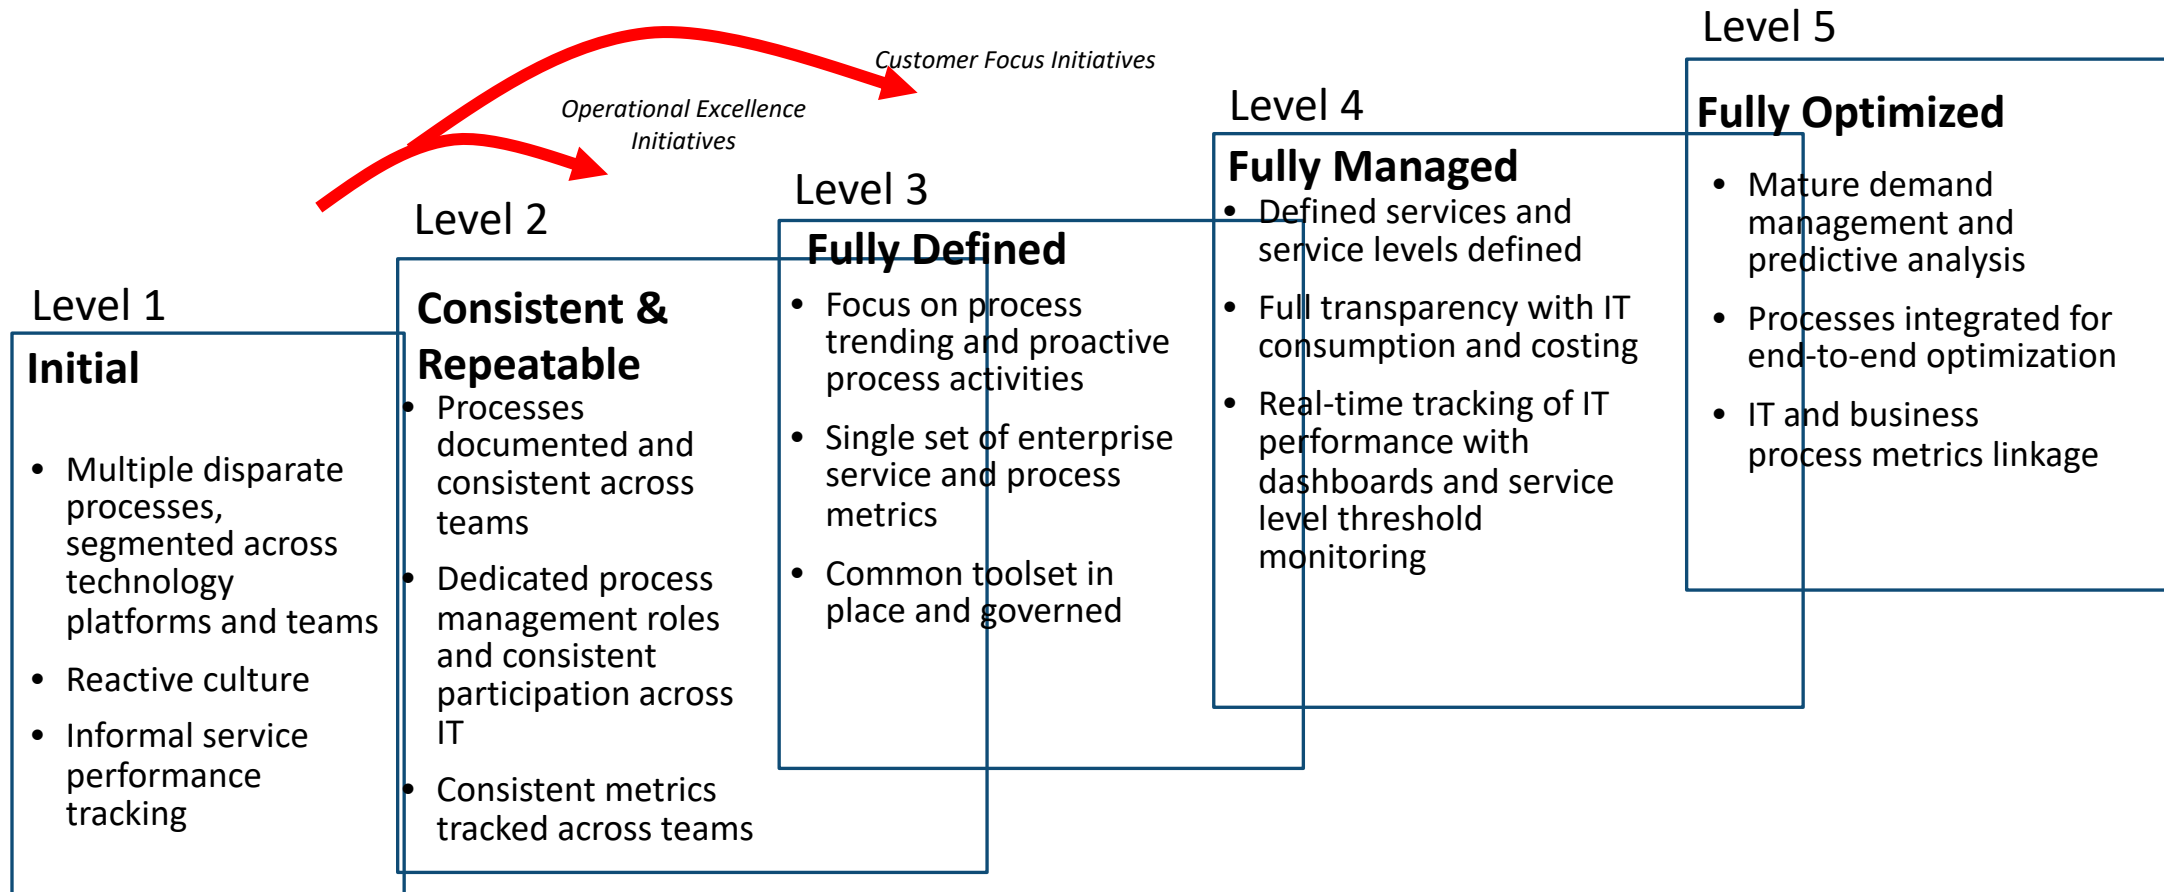 Customer Focus Initiatives
Operational Excellence
Initiatives
Level 1
Initial
• Multiple disparate
processes,
segmented across
technology
platforms and teams
• Reactive culture
• Informal service
performance
tracking
Level 2
Consistent &
Repeatable
• Processes
documented and
consistent across
teams
• Dedicated process
management roles
and consistent
participation across
IT
• Consistent metrics
tracked across teams
Level 3
Fully Defined
• Focus on process
trending and proactive
process activities
• Single set of enterprise
service and process
metrics
• Common toolset in
place and governed
Level 4
Fully Managed
• Defined services and
service levels defined
• Full transparency with IT
consumption and costing
• Real-time tracking of IT
performance with
dashboards and service
level threshold
monitoring
Level 5
Fully Optimized
• Mature demand
management and
predictive analysis
• Processes integrated for
end-to-end optimization
• IT and business
process metrics linkage